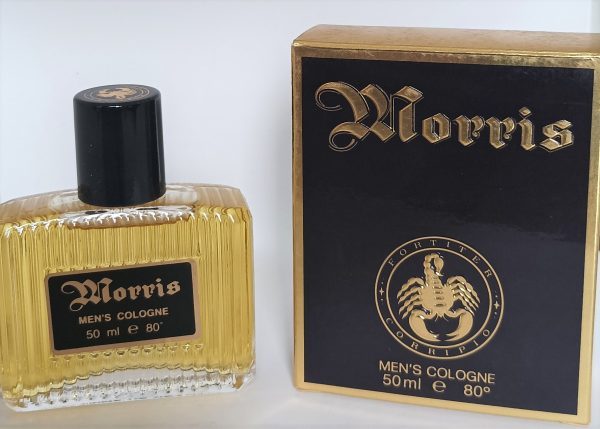 Morris
MEN'S COLOGNE
50 ml e 80°
Morris
FORTITER
CORRIPIO
MEN'S COLOGNE
50 ml e 80°